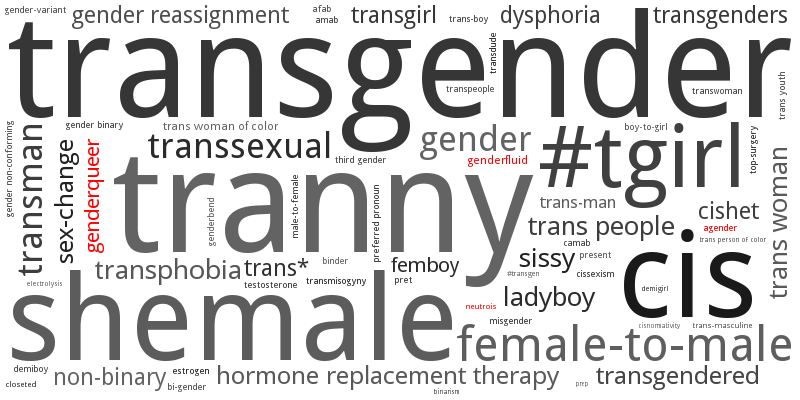 gender-variant
gender reassignment
afab
amab
transgirl
trans-boy
dysphoria
transgenders
transgender
transdude
transpeople
transwoman
trans youth
gender non-conforming
transman
gender binary
sex-change
genderqueer
trans woman of color
transsexual
third gender
gender
genderfluid
#tgirl
boy-to-girl
top-surgery
tranny
genderbend
male-to-female
preferred pronoun
trans-man
trans people
cishet
agender
trans person of color
trans woman
camab
transphobia
trans*
binder
femboy
sissy
present
cissexism
#transgen
cis
demigirl
electrolysis
testosterone
transmisogyny
pret
ladyboy
shemale
neutrois
misgender
cisnormativity
trans-masculine
female-to-male
demiboy
closeted
non-binary
estrogen
bi-gender
hormone replacement therapy
binarism
prep
transgendered